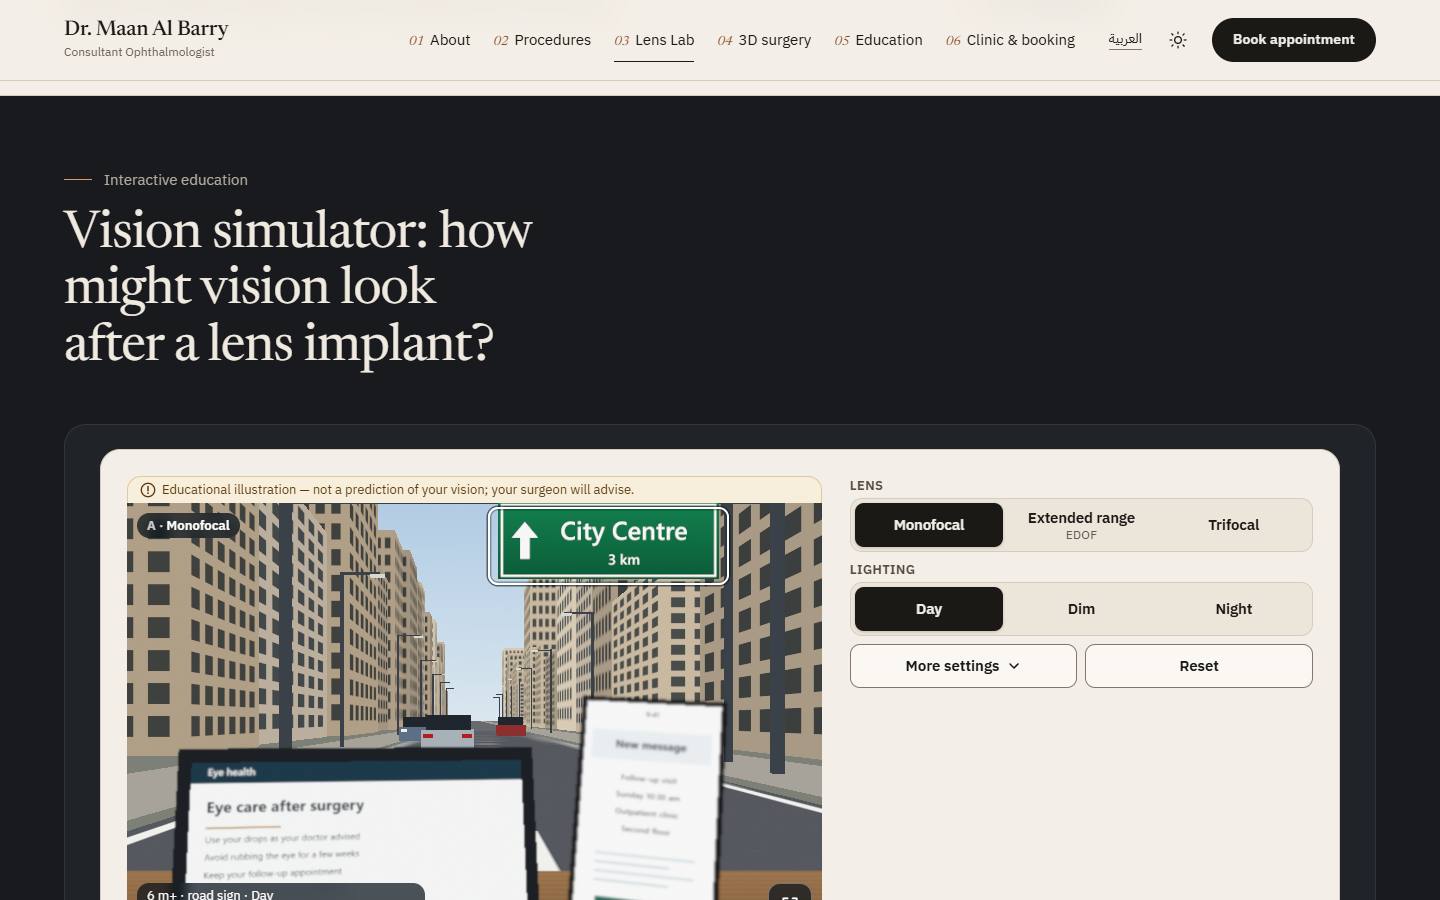 Dr. Maan Al Barry
Consultant Ophthalmologist
01 About
02 Procedures
03 Lens Lab
04 3D surgery
05 Education
06 Clinic & booking
العربية
Book appointment
Interactive education
Vision simulator: how
might vision look
after a lens implant?
Educational illustration — not a prediction of your vision; your surgeon will advise.
A · Monofocal
City Centre
3 km
Eye health
Eye care after surgery
Use your drops as your doctor advised
Avoid rubbing the eye for a few weeks
Keep your follow-up appointment
New message
Follow-up visit
Sunday 10:30 am
Outpatient clinic
Second floor
6 m+ · road sign · Day
LENS
Monofocal
Extended range
EDOF
Trifocal
LIGHTING
Day
Dim
Night
More settings
Reset